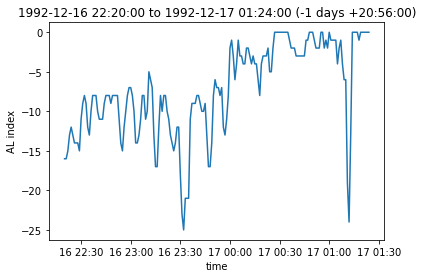 1992-12-16 22:20:00 to 1992-12-17 01:24:00 (-1 days +20:56:00)
0
−5
−10
−15
−20
−25
AL index
16 22:30 16 23:00 16 23:30 17 00:00 17 00:30 17 01:00 17 01:30
time